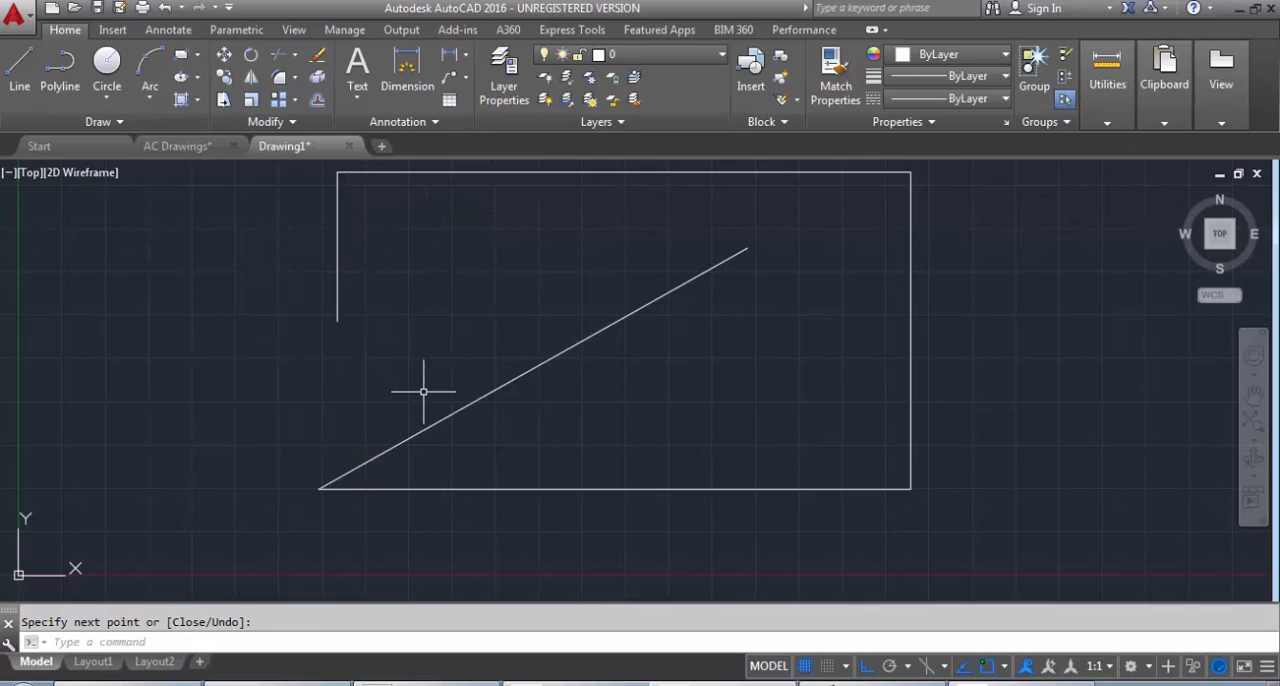 Autodesk AutoCAD 2016 - UNREGISTERED VERSION
Type a keyword or phrase
Sign In
Home Insert Annotate Parametric View Manage Output Add-ins A360 Express Tools Featured Apps BIM 360 Performance
Line
Polyline
Circle
Arc
Draw
Modify
A
Text
Dimension
Annotation
Layer
Properties
0
Layers
Insert
Block
Match
Properties
ByLayer
ByLayer
ByLayer
Properties
Group
Groups
Utilities
Clipboard
View
Start
AC Drawings*
Drawing1*
[−][Top][2D Wireframe]
N
W TOP E
S
WCS
Y
X
Specify next point or [Close/Undo]:
Type a command
Model Layout1 Layout2
MODEL
1:1